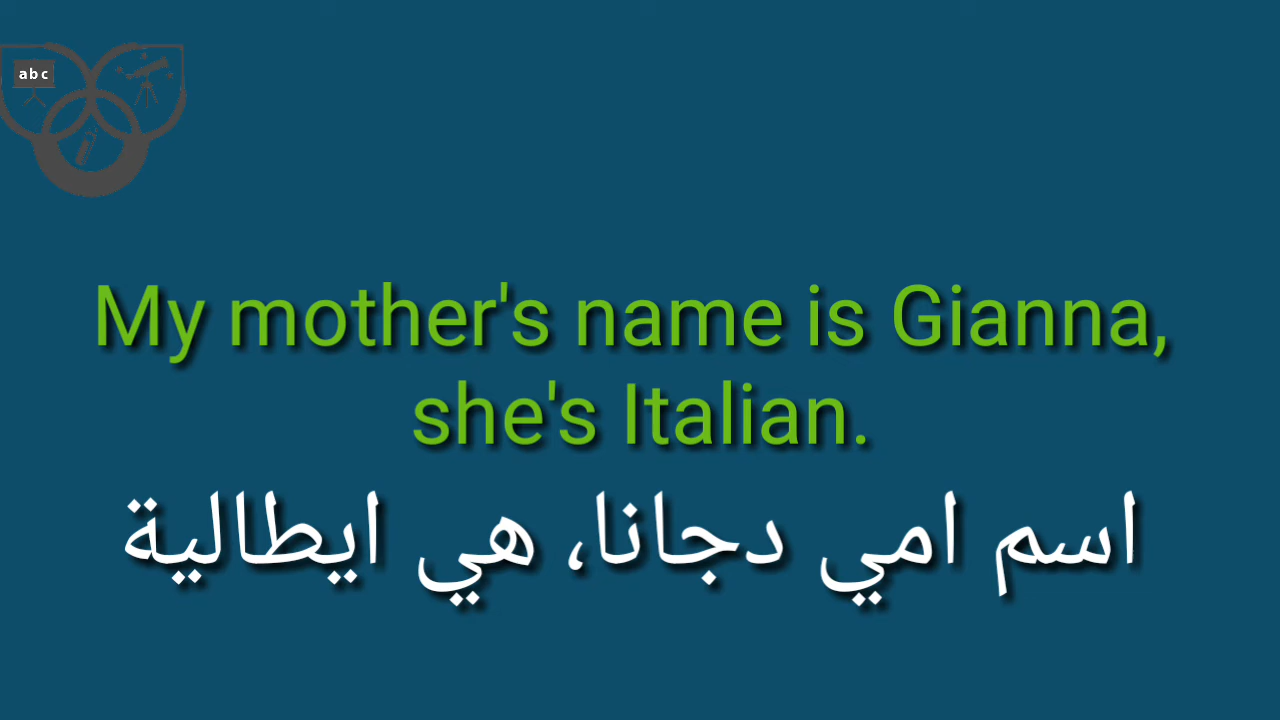 abc
My mother's name is Gianna,
she's Italian.
اسم امي دجانا، هي ايطالية